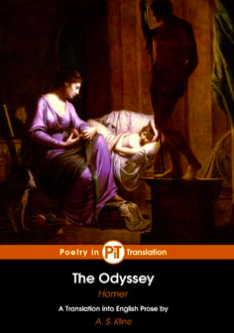 Poetry in PiT Translation
The Odyssey
Homer
A Translation into English Prose by
A. S. Kline